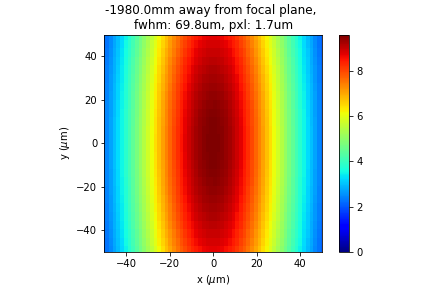 -1980.0mm away from focal plane,
fwhm: 69.8um, pxl: 1.7um
40
20
0
−20
−40
y (μm)
−40 −20 0 20 40
x (μm)
8
6
4
2
0